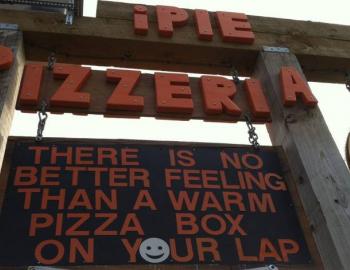 iPIE
PIZZERIA
THERE IS NO
BETTER FEELING
THAN A WARM
PIZZA BOX
ON YOUR LAP